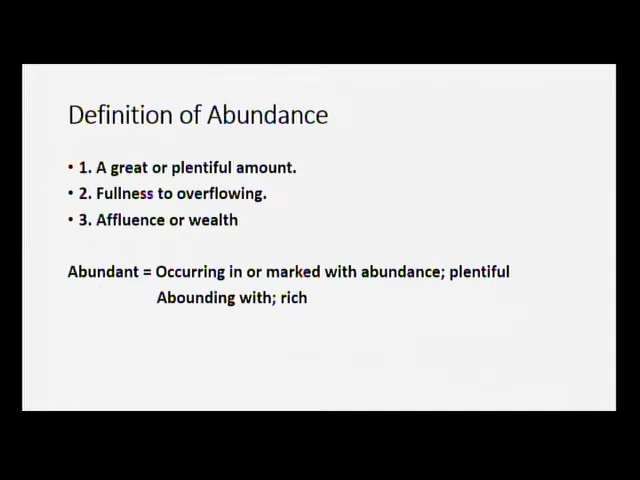 Definition of Abundance
• 1. A great or plentiful amount.
• 2. Fullness to overflowing.
• 3. Affluence or wealth
Abundant = Occurring in or marked with abundance; plentiful
Abounding with; rich